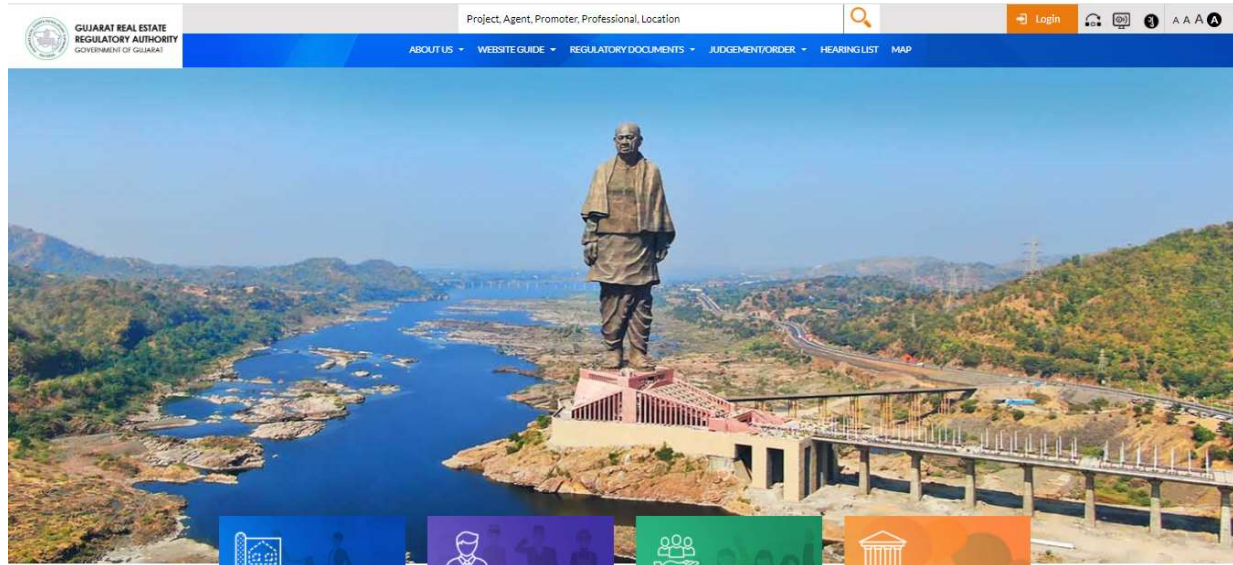 GUJARAT REAL ESTATE
REGULATORY AUTHORITY
GOVERNMENT OF GUJARAT
Project, Agent, Promoter, Professional, Location
Login
A A A A
ABOUT US
WEBSITE GUIDE
REGULATORY DOCUMENTS
JUDGEMENT/ORDER
HEARING LIST
MAP